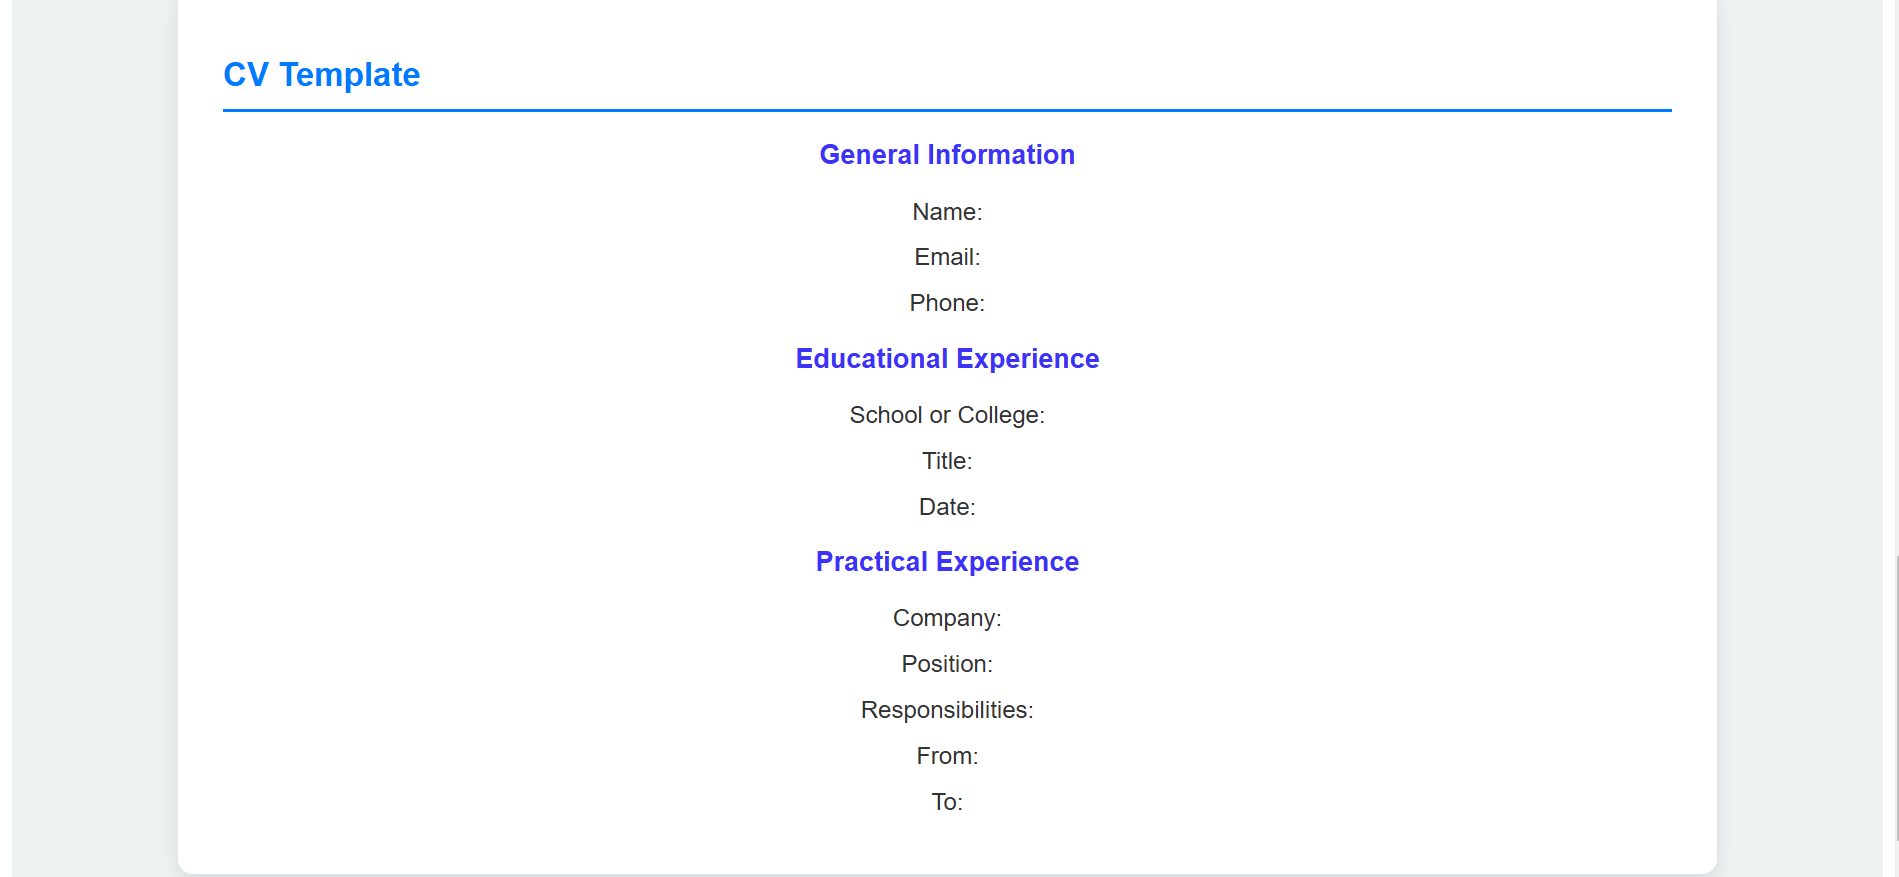 CV Template
General Information
Name:
Email:
Phone:
Educational Experience
School or College:
Title:
Date:
Practical Experience
Company:
Position:
Responsibilities:
From:
To: